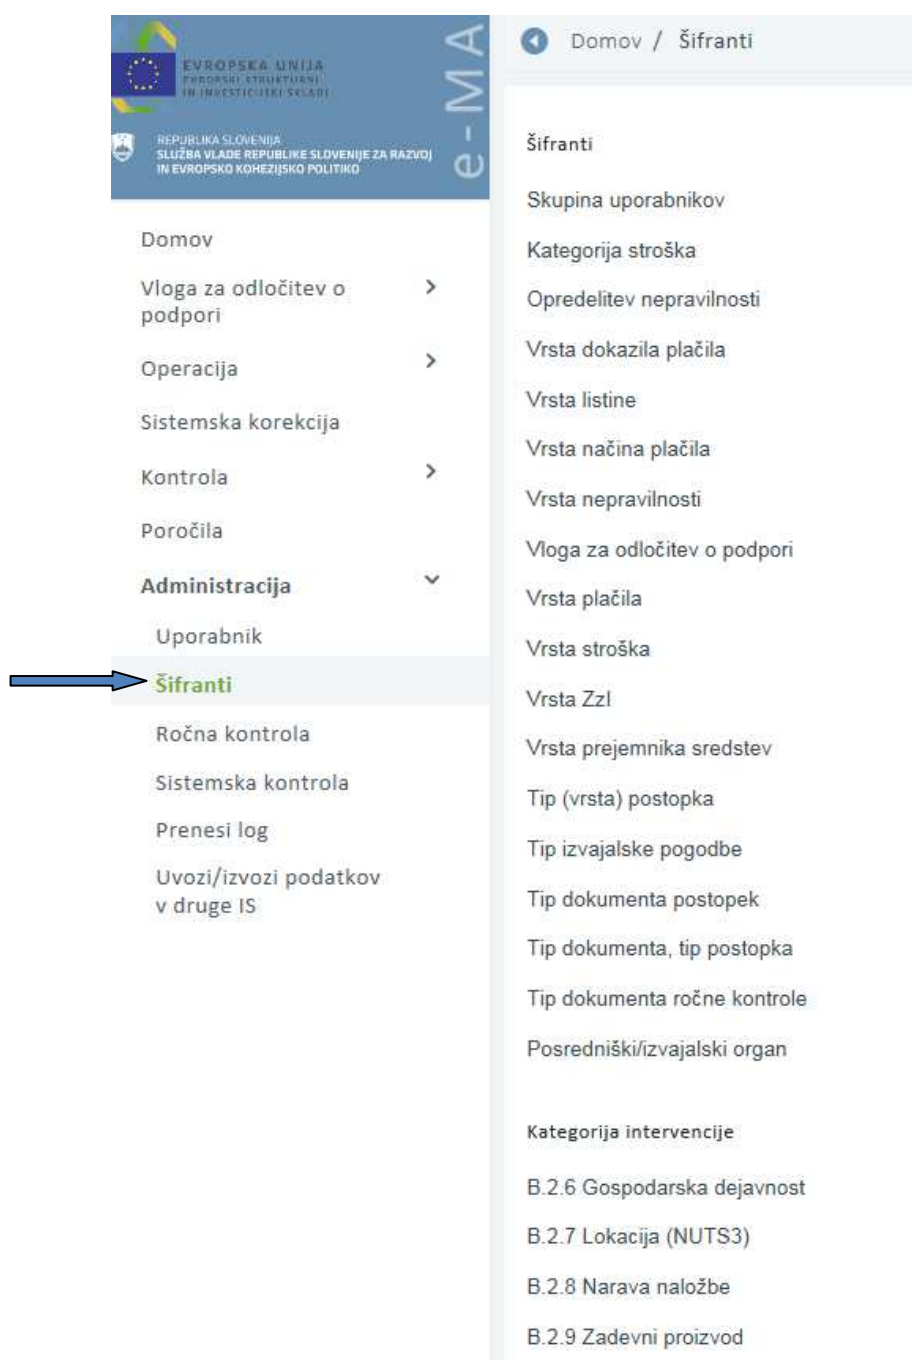 EVROPSKA UNIJA
EVROPSKI STRUKTURNI
IN INVESTICIJSKI SKLADI
REPUBLIKA SLOVENIJA
SLUŽBA VLADE REPUBLIKE SLOVENIJE ZA RAZVOJ
IN EVROPSKO KOHEZIJSKO POLITIKO
e-MA
Domov
Vloga za odločitev o
podpori
Operacija
Sistemska korekcija
Kontrola
Poročila
Administracija
Uporabnik
Šifranti
Ročna kontrola
Sistemska kontrola
Prenesi log
Uvozi/izvozi podatkov
v druge IS
Domov / Šifranti
Šifranti
Skupina uporabnikov
Kategorija stroška
Opredelitev nepravilnosti
Vrsta dokazila plačila
Vrsta listine
Vrsta načina plačila
Vrsta nepravilnosti
Vloga za odločitev o podpori
Vrsta plačila
Vrsta stroška
Vrsta Zzl
Vrsta prejemnika sredstev
Tip (vrsta) postopka
Tip izvajalske pogodbe
Tip dokumenta postopek
Tip dokumenta, tip postopka
Tip dokumenta ročne kontrole
Posredniški/izvajalski organ
Kategorija intervencije
B.2.6 Gospodarska dejavnost
B.2.7 Lokacija (NUTS3)
B.2.8 Narava naložbe
B.2.9 Zadevni proizvod